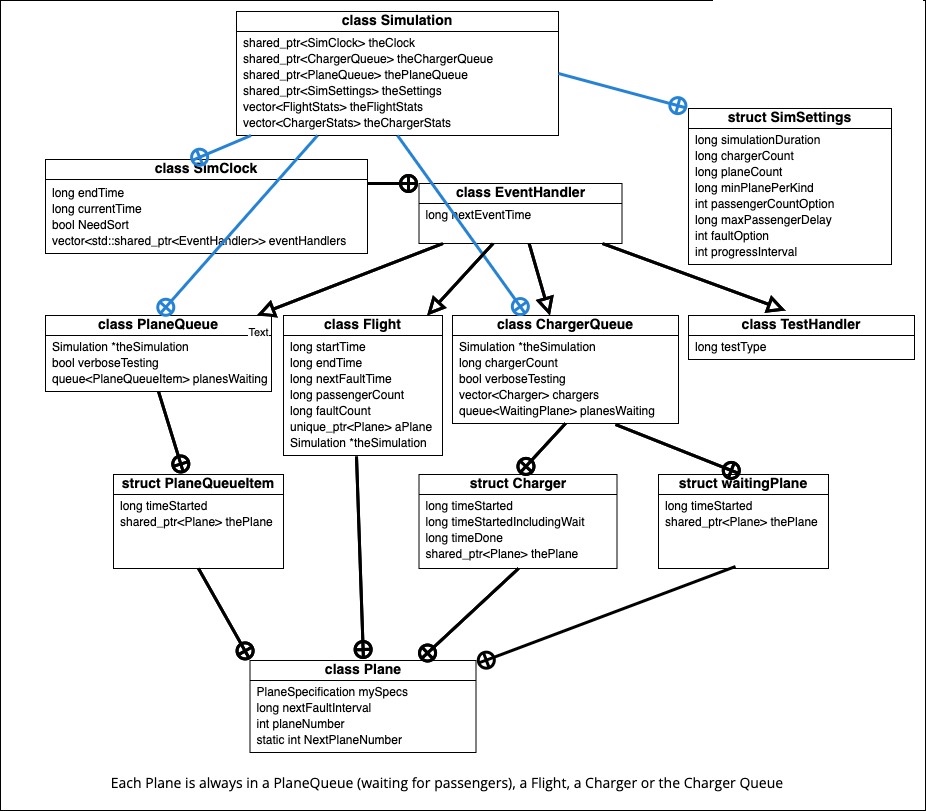 class Simulation
shared_ptr<SimClock> theClock
shared_ptr<ChargerQueue> theChargerQueue
shared_ptr<PlaneQueue> thePlaneQueue
shared_ptr<SimSettings> theSettings
vector<FlightStats> theFlightStats
vector<ChargerStats> theChargerStats
struct SimSettings
long simulationDuration
long chargerCount
long planeCount
long minPlanePerKind
int passengerCountOption
long maxPassengerDelay
int faultOption
int progressInterval
class SimClock
long endTime
long currentTime
bool NeedSort
vector<std::shared_ptr<EventHandler>> eventHandlers
class EventHandler
long nextEventTime
class PlaneQueue
Text
Simulation *theSimulation
bool verboseTesting
queue<PlaneQueueItem> planesWaiting
class Flight
long startTime
long endTime
long nextFaultTime
long passengerCount
long faultCount
unique_ptr<Plane> aPlane
Simulation *theSimulation
class ChargerQueue
Simulation *theSimulation
long chargerCount
bool verboseTesting
vector<Charger> chargers
queue<WaitingPlane> planesWaiting
class TestHandler
long testType
struct PlaneQueueItem
long timeStarted
shared_ptr<Plane> thePlane
struct Charger
long timeStarted
long timeStartedIncludingWait
long timeDone
shared_ptr<Plane> thePlane
struct waitingPlane
long timeStarted
shared_ptr<Plane> thePlane
class Plane
PlaneSpecification mySpecs
long nextFaultInterval
int planeNumber
static int NextPlaneNumber
Each Plane is always in a PlaneQueue (waiting for passengers), a Flight, a Charger or the Charger Queue